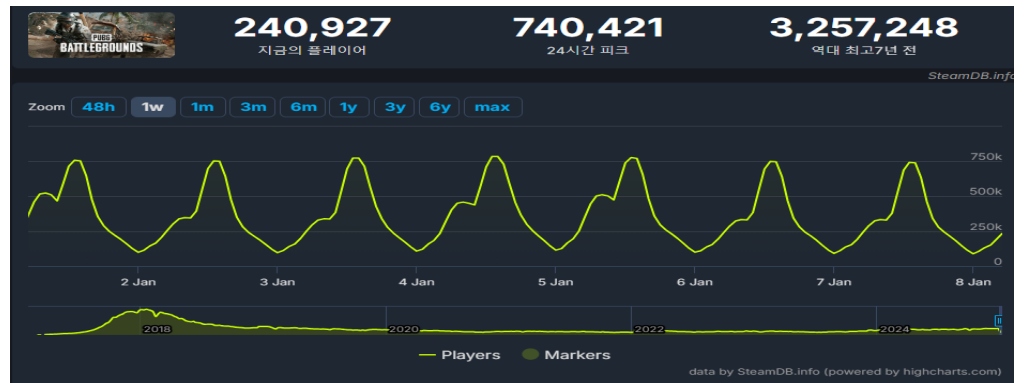 PUBG
BATTLEGROUNDS
240,927
지금의 플레이어
740,421
24시간 피크
3,257,248
역대 최고7년 전
SteamDB.info
Zoom 48h 1w 1m 3m 6m 1y 3y 6y max
750k
500k
250k
0
2 Jan 3 Jan 4 Jan 5 Jan 6 Jan 7 Jan 8 Jan
2018 2020 2022 2024
Players Markers
data by SteamDB.info (powered by highcharts.com)